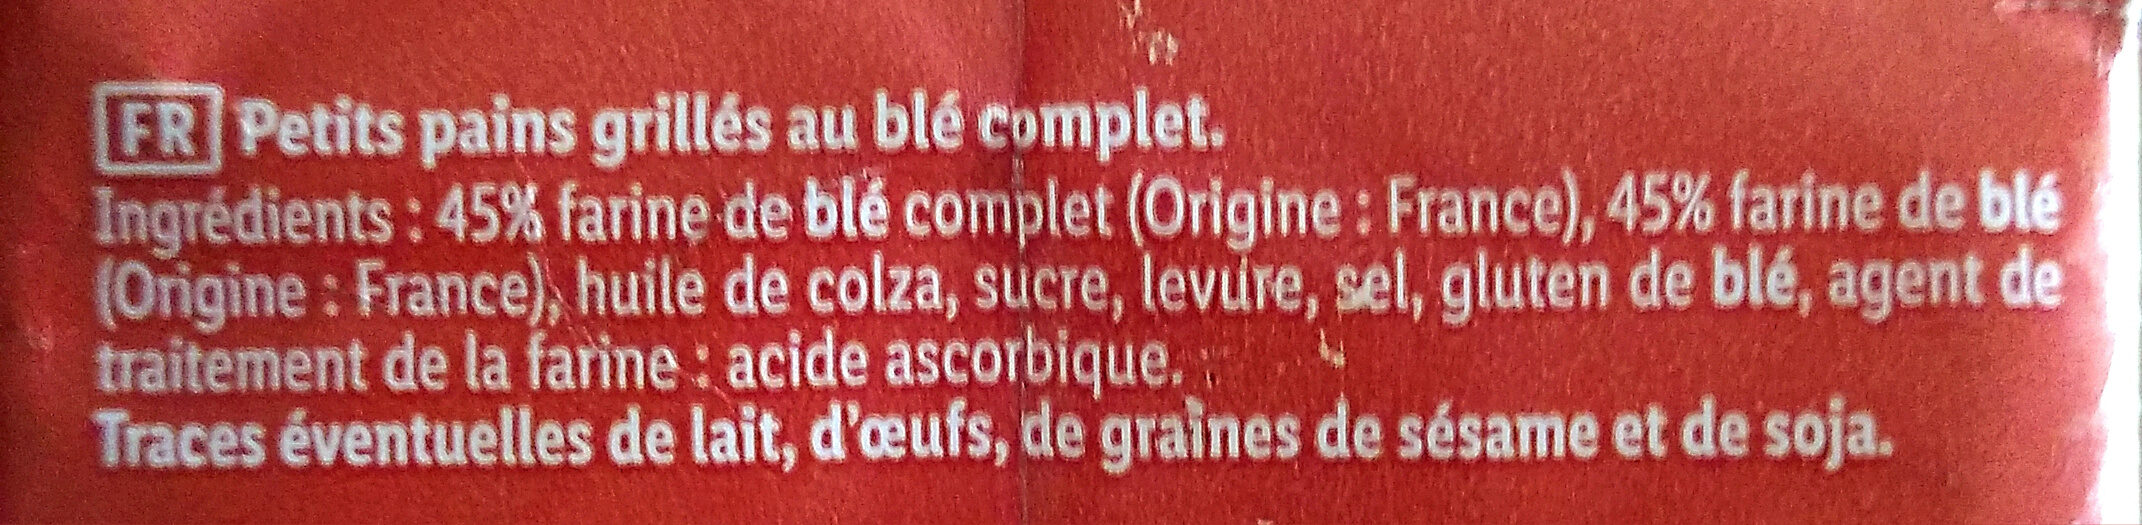 FR Petits pains grillés au blé complet.
Ingrédients : 45% farine de blé complet (Origine : France), 45% farine de blé
(Origine : France), huile de colza, sucre, levure, sel, gluten de blé, agent de
traitement de la farine : acide ascorbique.
Traces éventuelles de lait, d'œufs, de graines de sésame et de soja.